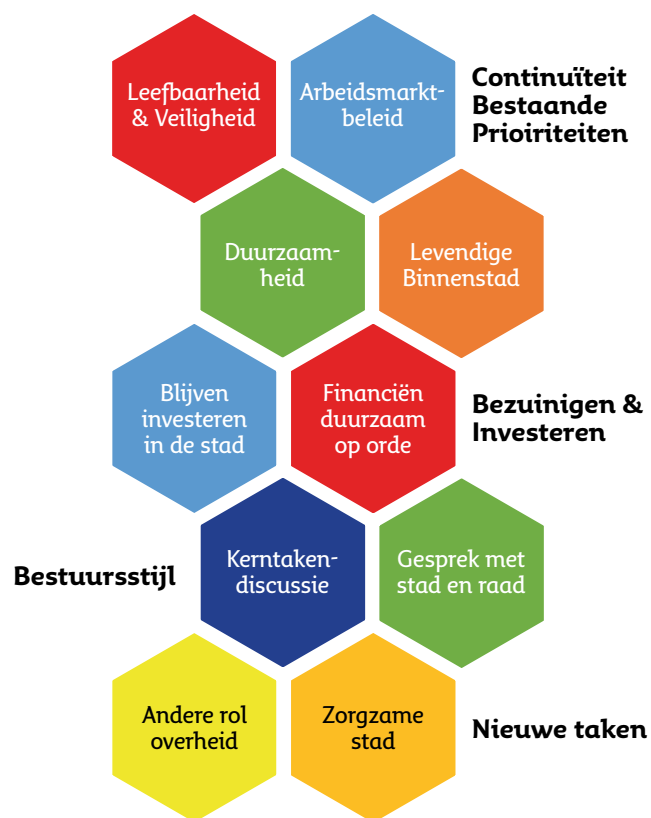 Leefbaarheid
& Veiligheid
Arbeidsmarkt-
beleid
Continuïteit
Bestaande
Prioiriteiten
Duurzaam-
heid
Levendige
Binnenstad
Blijven
investeren
in de stad
Financiën
duurzaam
op orde
Bezuinigen &
Investeren
Bestuursstijl
Kerntaken-
discussie
Gesprek met
stad en raad
Andere rol
overheid
Zorgzame
stad
Nieuwe taken